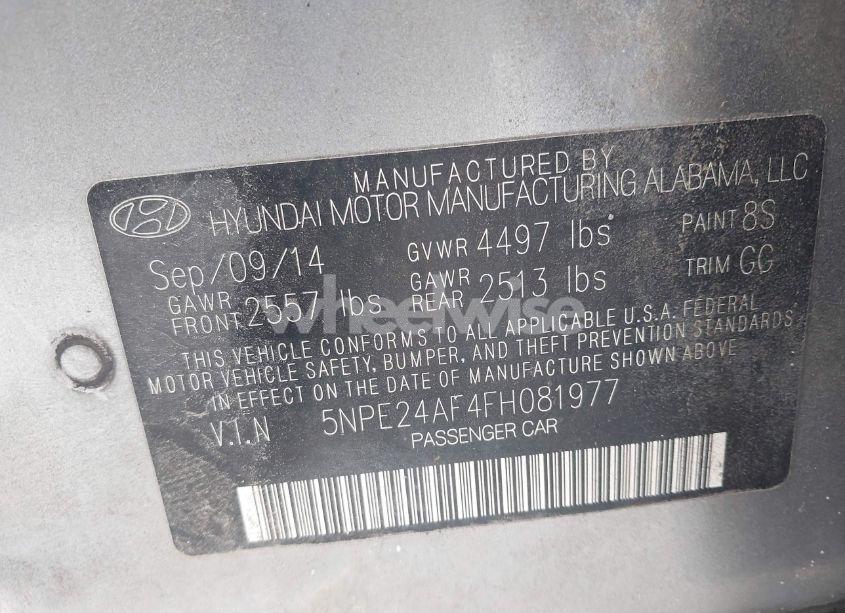 MANUFACTURED BY
HYUNDAI MOTOR MANUFACTURING ALABAMA, LLC
Sep/09/14 GVWR 4497 lbs PAINT 8S
GAWR FRONT 2557 lbs GAWR REAR 2513 lbs TRIM GG
wheelwise
THIS VEHICLE CONFORMS TO ALL APPLICABLE U.S.A. FEDERAL
MOTOR VEHICLE SAFETY, BUMPER, AND THEFT PREVENTION STANDARDS
IN EFFECT ON THE DATE OF MANUFACTURE SHOWN ABOVE
V.I.N 5NPE24AF4FH081977
PASSENGER CAR